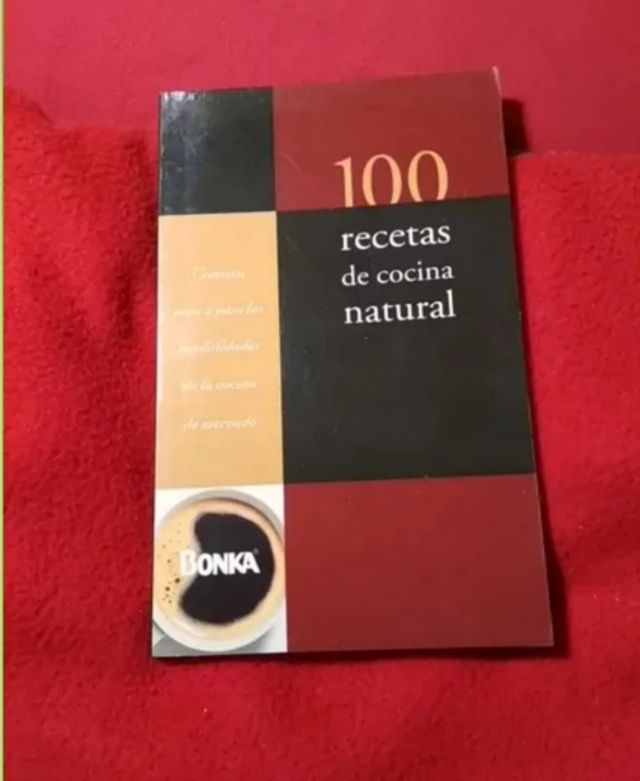 100
recetas
de cocina
natural
Conozca
paso a paso las
posibilidades
de la cocina
de mercado
BONKA